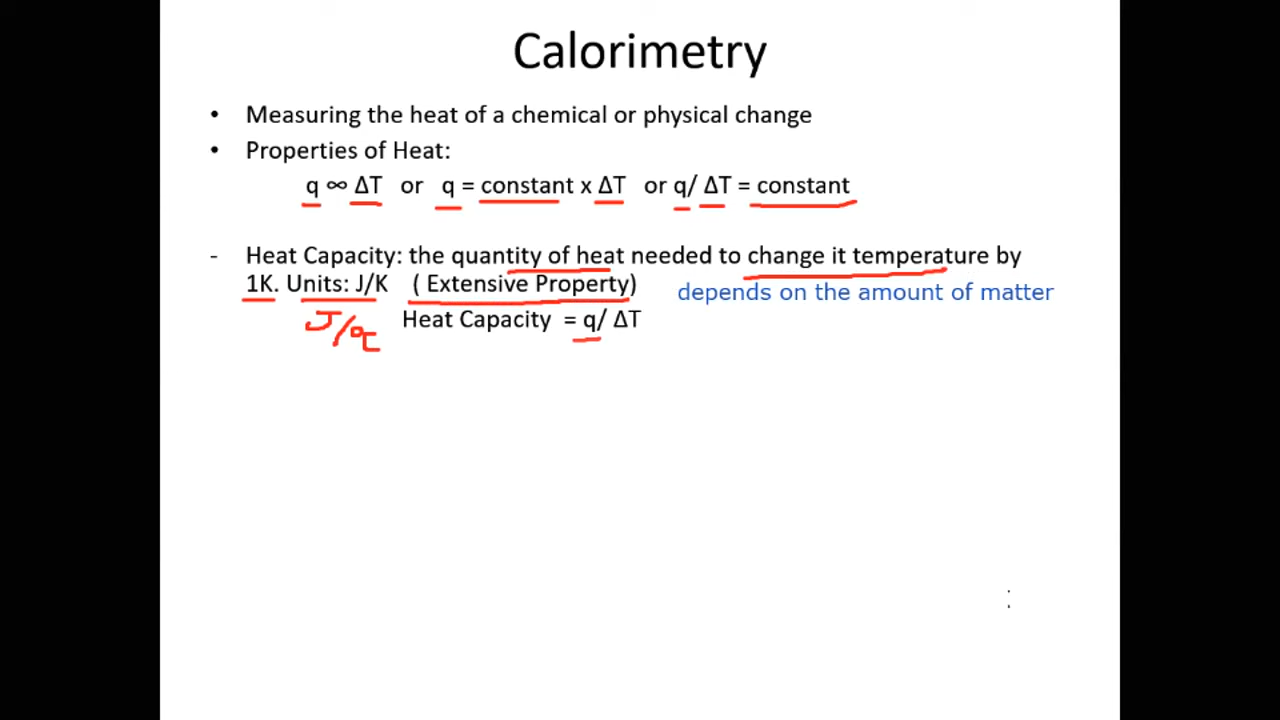 Calorimetry
• Measuring the heat of a chemical or physical change
• Properties of Heat:
q ∞ ΔT or q = constant x ΔT or q/ ΔT = constant
- Heat Capacity: the quantity of heat needed to change it temperature by
1K. Units: J/K ( Extensive Property) depends on the amount of matter
J/°C Heat Capacity = q/ ΔT
: